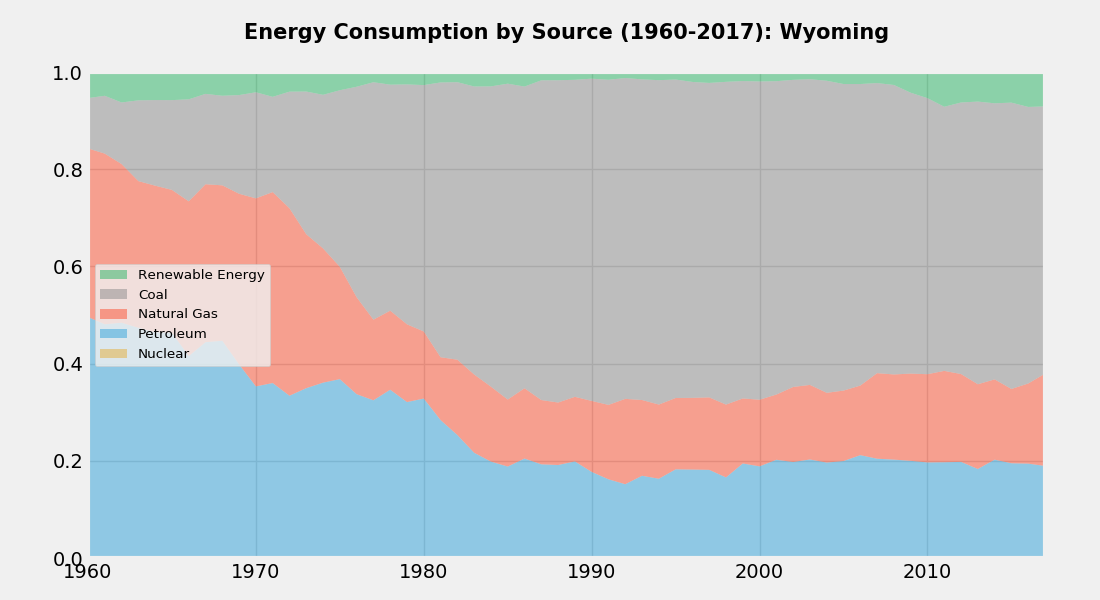 Energy Consumption by Source (1960-2017): Wyoming
1.0
0.8
0.6
0.4
0.2
0.0
Renewable Energy
Coal
Natural Gas
Petroleum
Nuclear
1960 1970 1980 1990 2000 2010